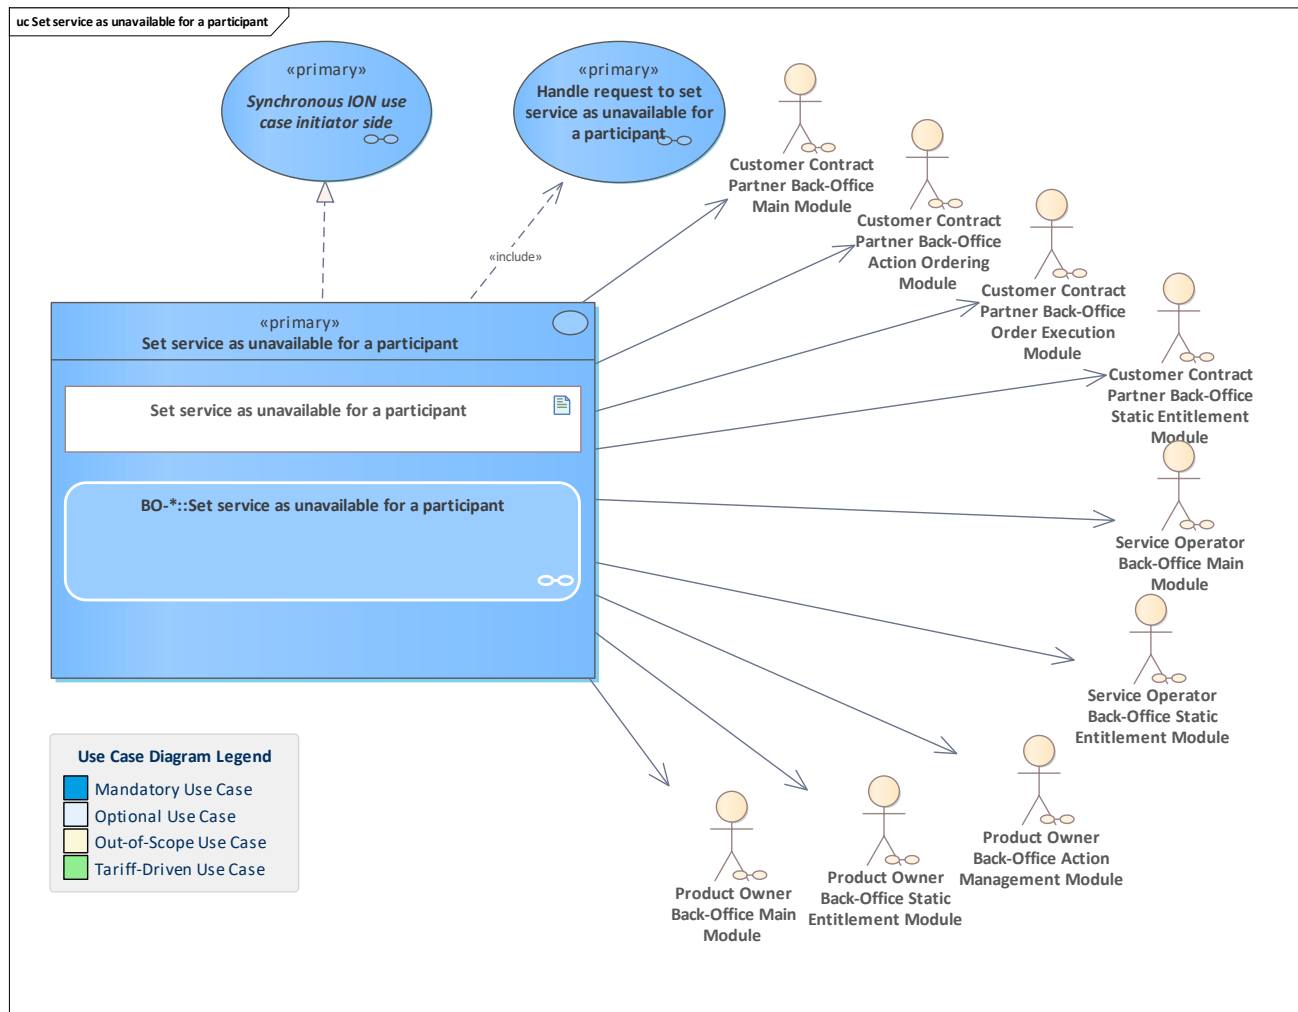 uc Set service as unavailable for a participant
«primary»
Synchronous ION use
case initiator side
«primary»
Handle request to set
service as unavailable for
a participant
Customer Contract
Partner Back-Office
Main Module
Customer Contract
Partner Back-Office
Action Ordering
Module
Customer Contract
Partner Back-Office
Order Execution
Module
Customer Contract
Partner Back-Office
Static Entitlement
Module
«include»
«primary»
Set service as unavailable for a participant
Set service as unavailable for a participant
BO-*::Set service as unavailable for a participant
Service Operator
Back-Office Main
Module
Service Operator
Back-Office Static
Entitlement Module
Product Owner
Back-Office Action
Management Module
Product Owner
Back-Office Static
Entitlement Module
Product Owner
Back-Office Main
Module
Use Case Diagram Legend
Mandatory Use Case
Optional Use Case
Out-of-Scope Use Case
Tariff-Driven Use Case